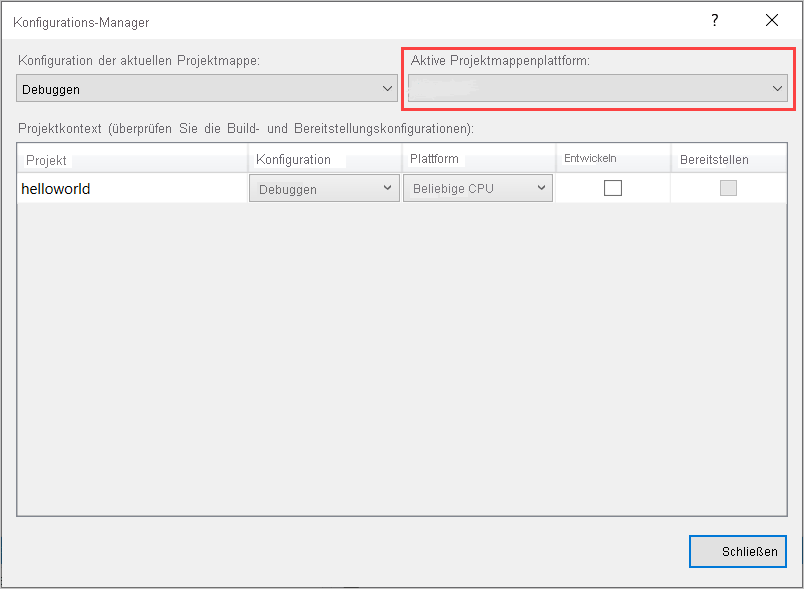 Konfigurations-Manager ?
Konfiguration der aktuellen Projektmappe: Aktive Projektmappenplattform:
Debuggen
Projektkontext (überprüfen Sie die Build- und Bereitstellungskonfigurationen):
Projekt Konfiguration Plattform Entwickeln Bereitstellen
helloworld Debuggen Beliebige CPU
Schließen